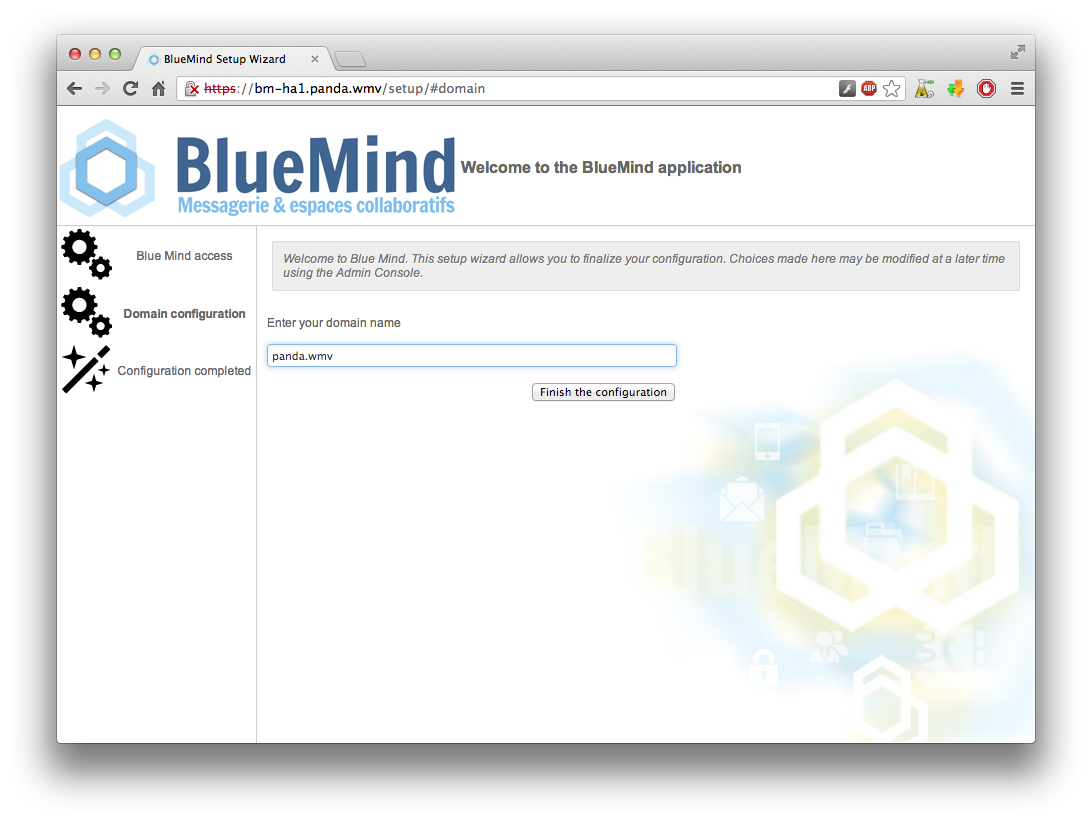 BlueMind Setup Wizard
https://bm-ha1.panda.wmv/setup/#domain
ABP
BlueMind
Messagerie & espaces collaboratifs
Welcome to the BlueMind application
Blue Mind access
Domain configuration
Configuration completed
Welcome to Blue Mind. This setup wizard allows you to finalize your configuration. Choices made here may be modified at a later time
using the Admin Console.
Enter your domain name
panda.wmv
Finish the configuration